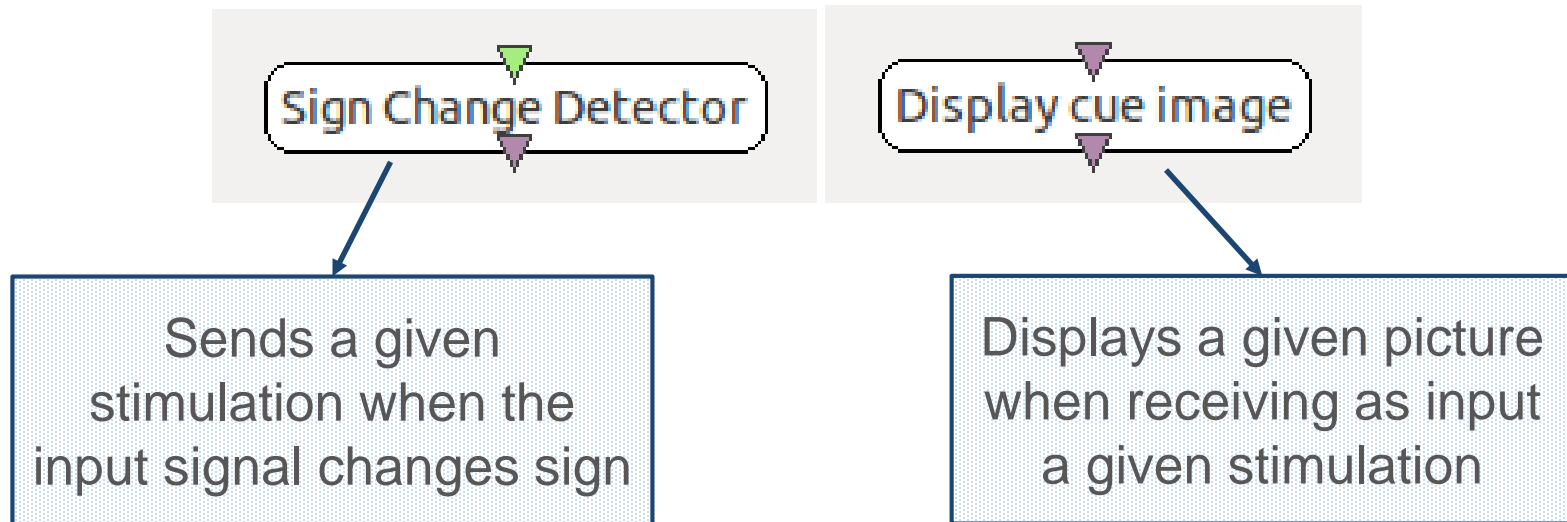 Sign Change Detector
Display cue image
Sends a given
stimulation when the
input signal changes sign
Displays a given picture
when receiving as input
a given stimulation